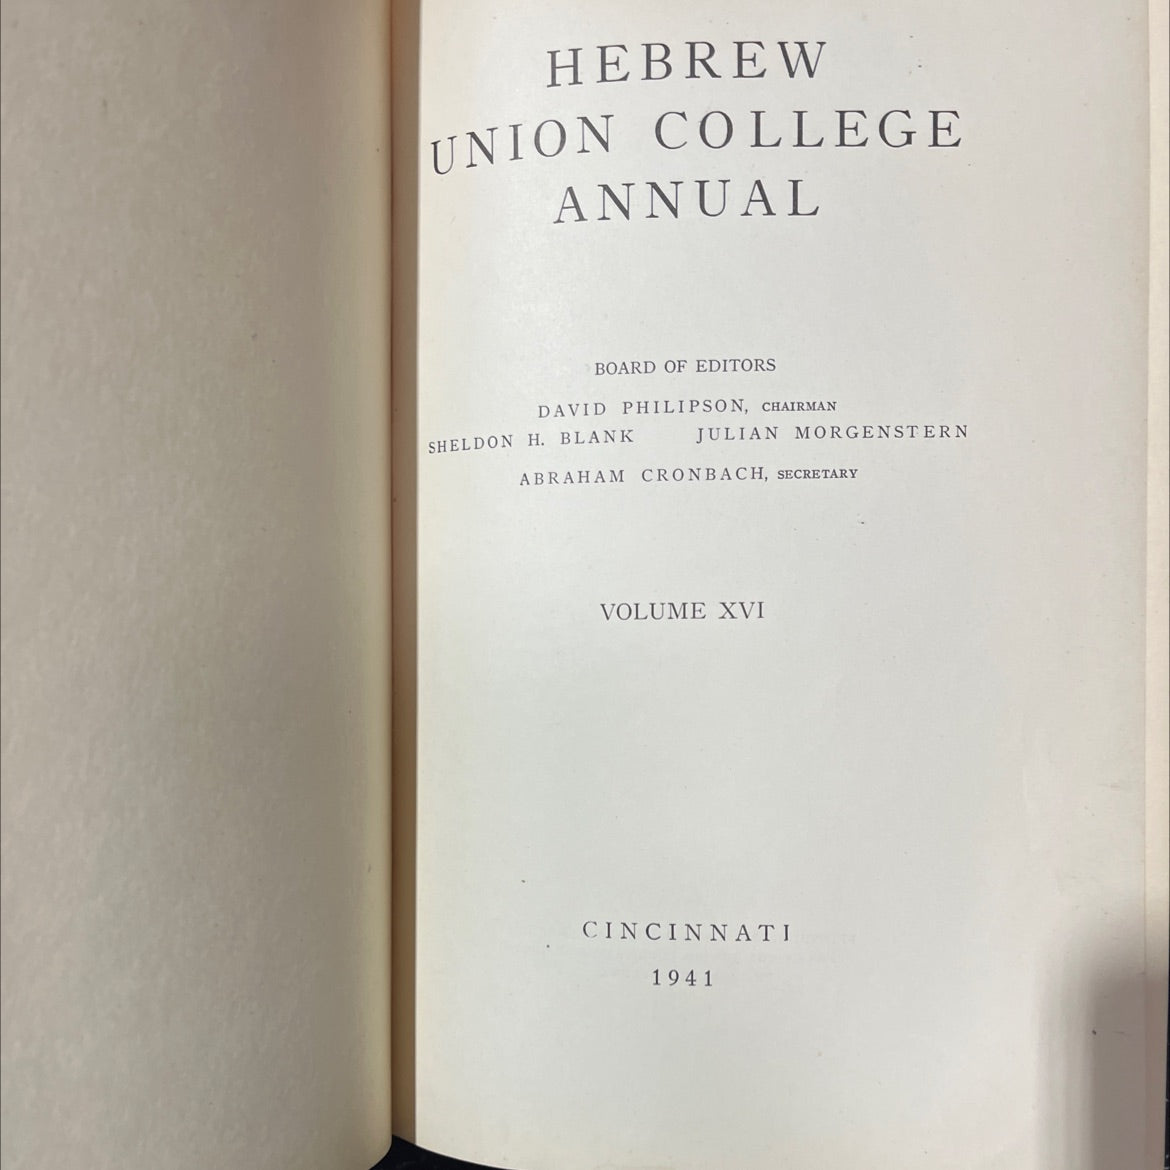 HEBREW
UNION COLLEGE
ANNUAL
BOARD OF EDITORS
DAVID PHILIPSON, CHAIRMAN
SHELDON H. BLANK JULIAN MORGENSTERN
ABRAHAM CRONBACH, SECRETARY
VOLUME XVI
CINCINNATI
1941